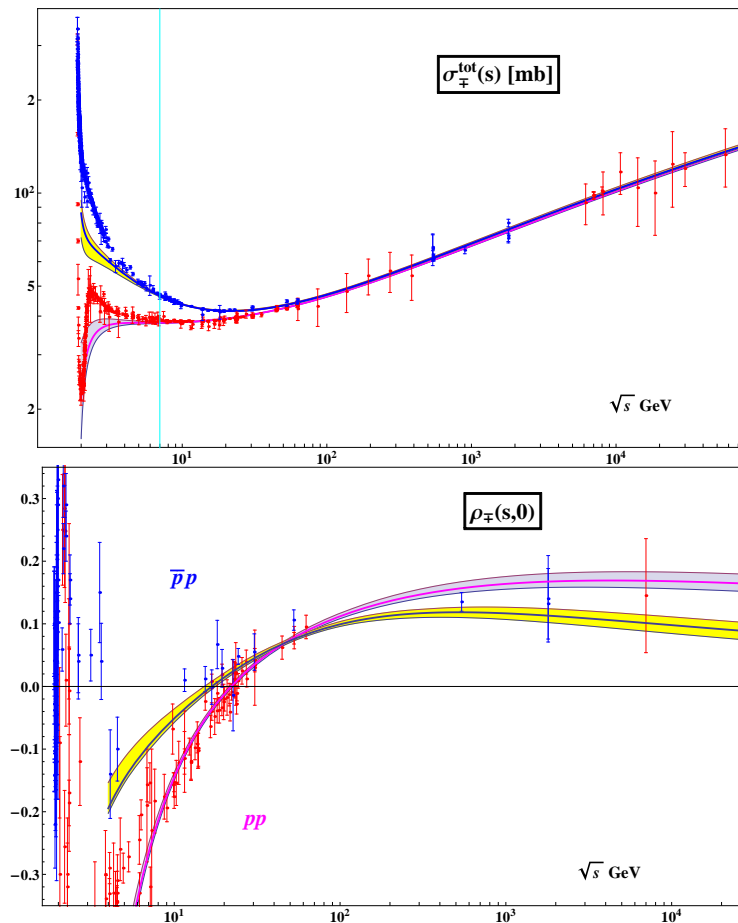 σ∓^tot(s) [mb]
2
10²
5
2
√s GeV
10¹ 10² 10³ 10⁴
ρ∓(s,0)
p̅p
0.3
0.2
0.1
0.0
−0.1
−0.2
−0.3
pp
√s GeV
10¹ 10² 10³ 10⁴